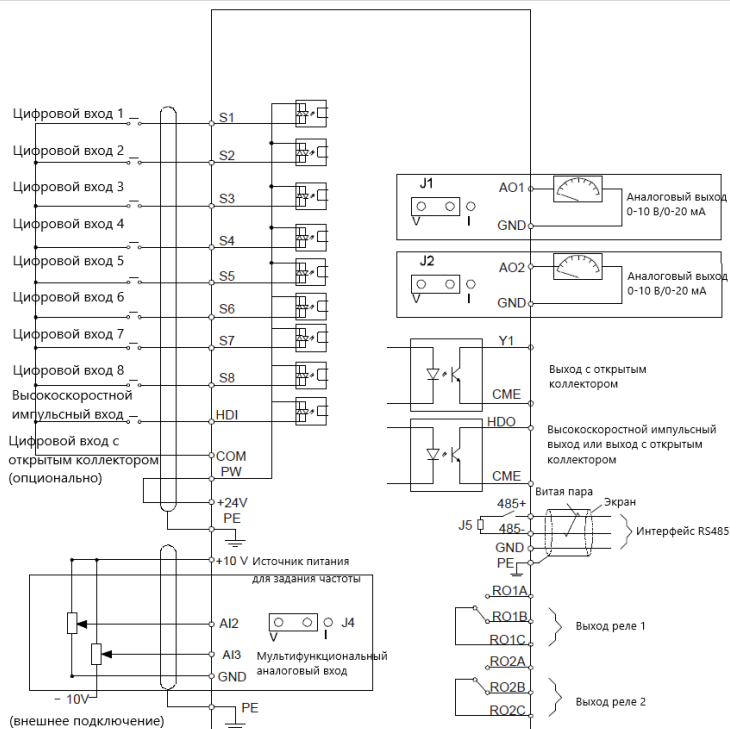 Цифровой вход 1
S1
Цифровой вход 2
S2
Цифровой вход 3
S3
Цифровой вход 4
S4
Цифровой вход 5
S5
Цифровой вход 6
S6
Цифровой вход 7
S7
Цифровой вход 8
S8
Высокоскоростной
импульсный вход
HDI
Цифровой вход с
открытым коллектором
(опционально)
COM
PW
+24V
PE
+10 V Источник питания
для задания частоты
AI2
J4
V
I
AI3
Мультифункциональный
аналоговый вход
GND
− 10V
(внешнее подключение)
PE
J1
V
I
AO1
GND
Аналоговый выход
0-10 В/0-20 мА
J2
V
I
AO2
GND
Аналоговый выход
0-10 В/0-20 мА
Y1
CME
Выход с открытым
коллектором
HDO
CME
Высокоскоростной импульсный
выход или выход с открытым
коллектором
Витая пара
Экран
485+
J5
485-
GND
PE
Интерфейс RS485
RO1A
RO1B
RO1C
Выход реле 1
RO2A
RO2B
RO2C
Выход реле 2